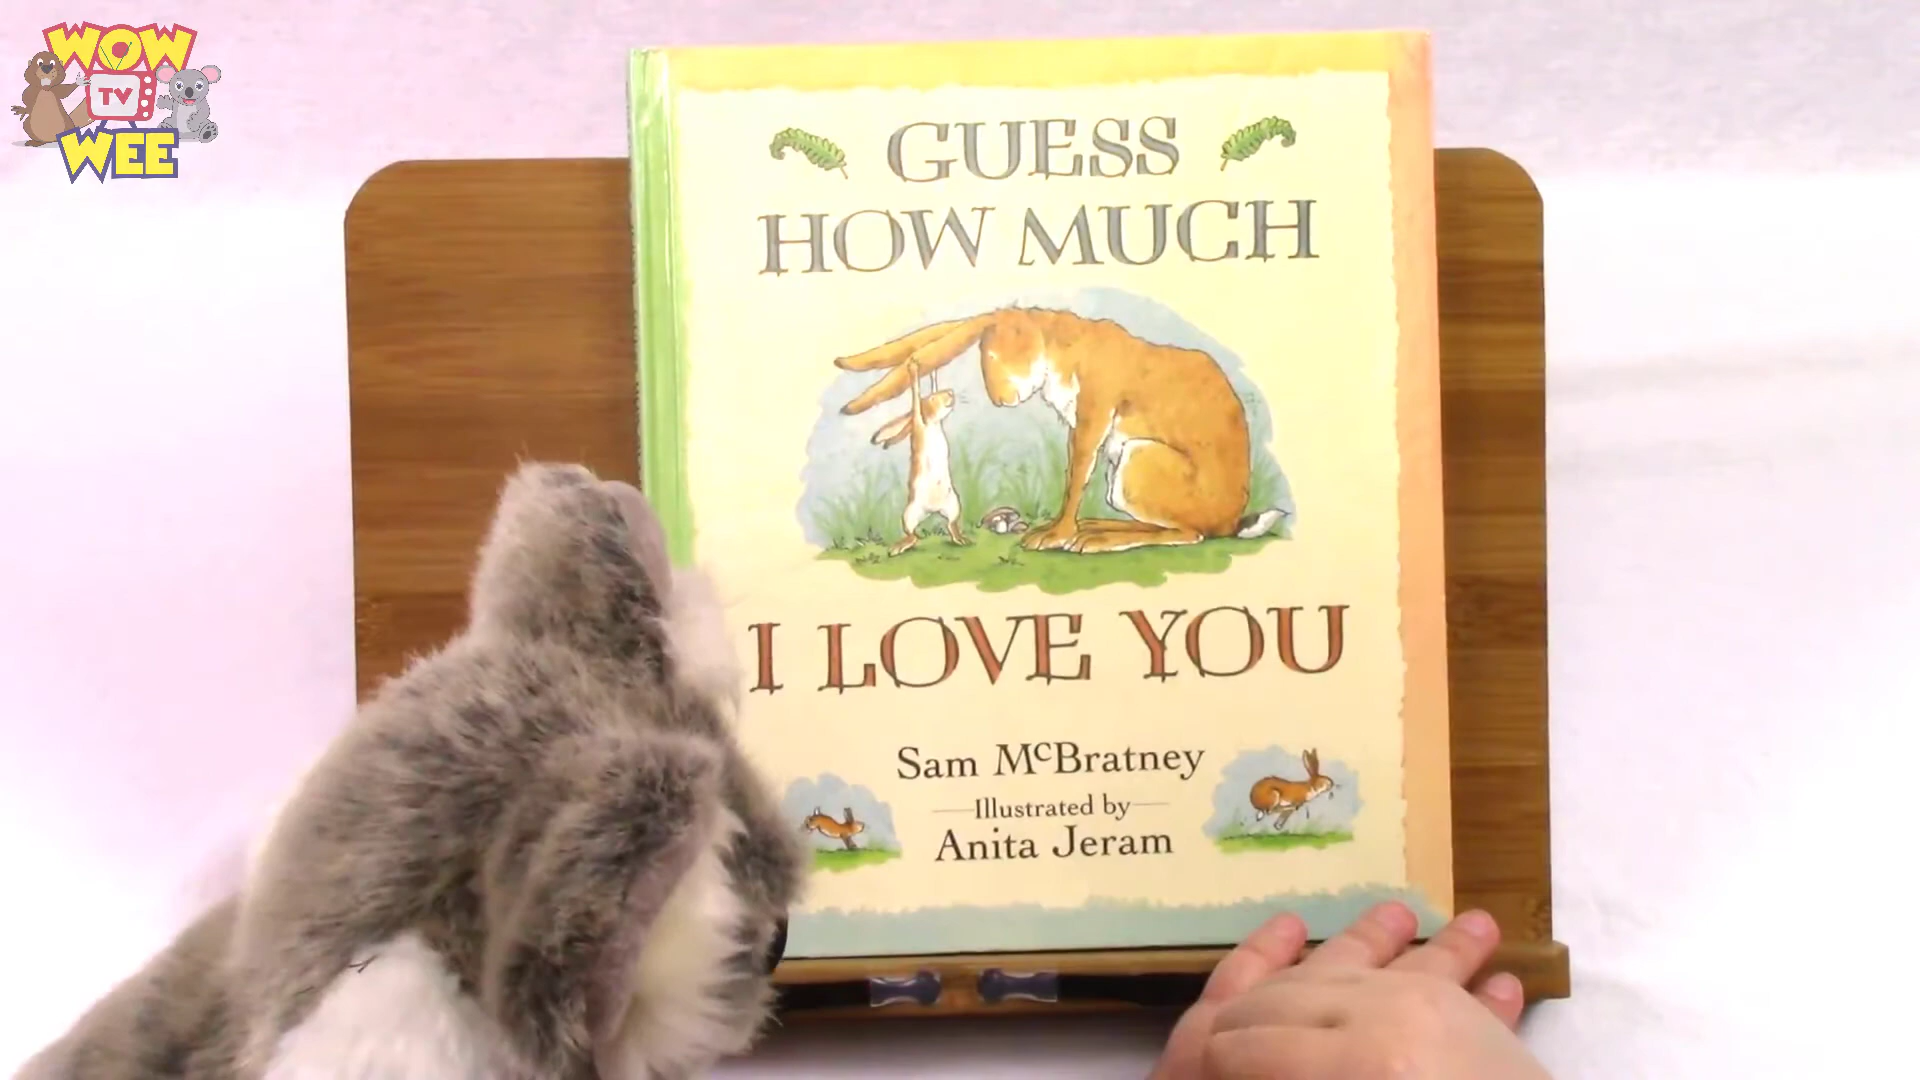 WOW
TV
WEE
GUESS
HOW MUCH
I LOVE YOU
Sam McBratney
Illustrated by
Anita Jeram